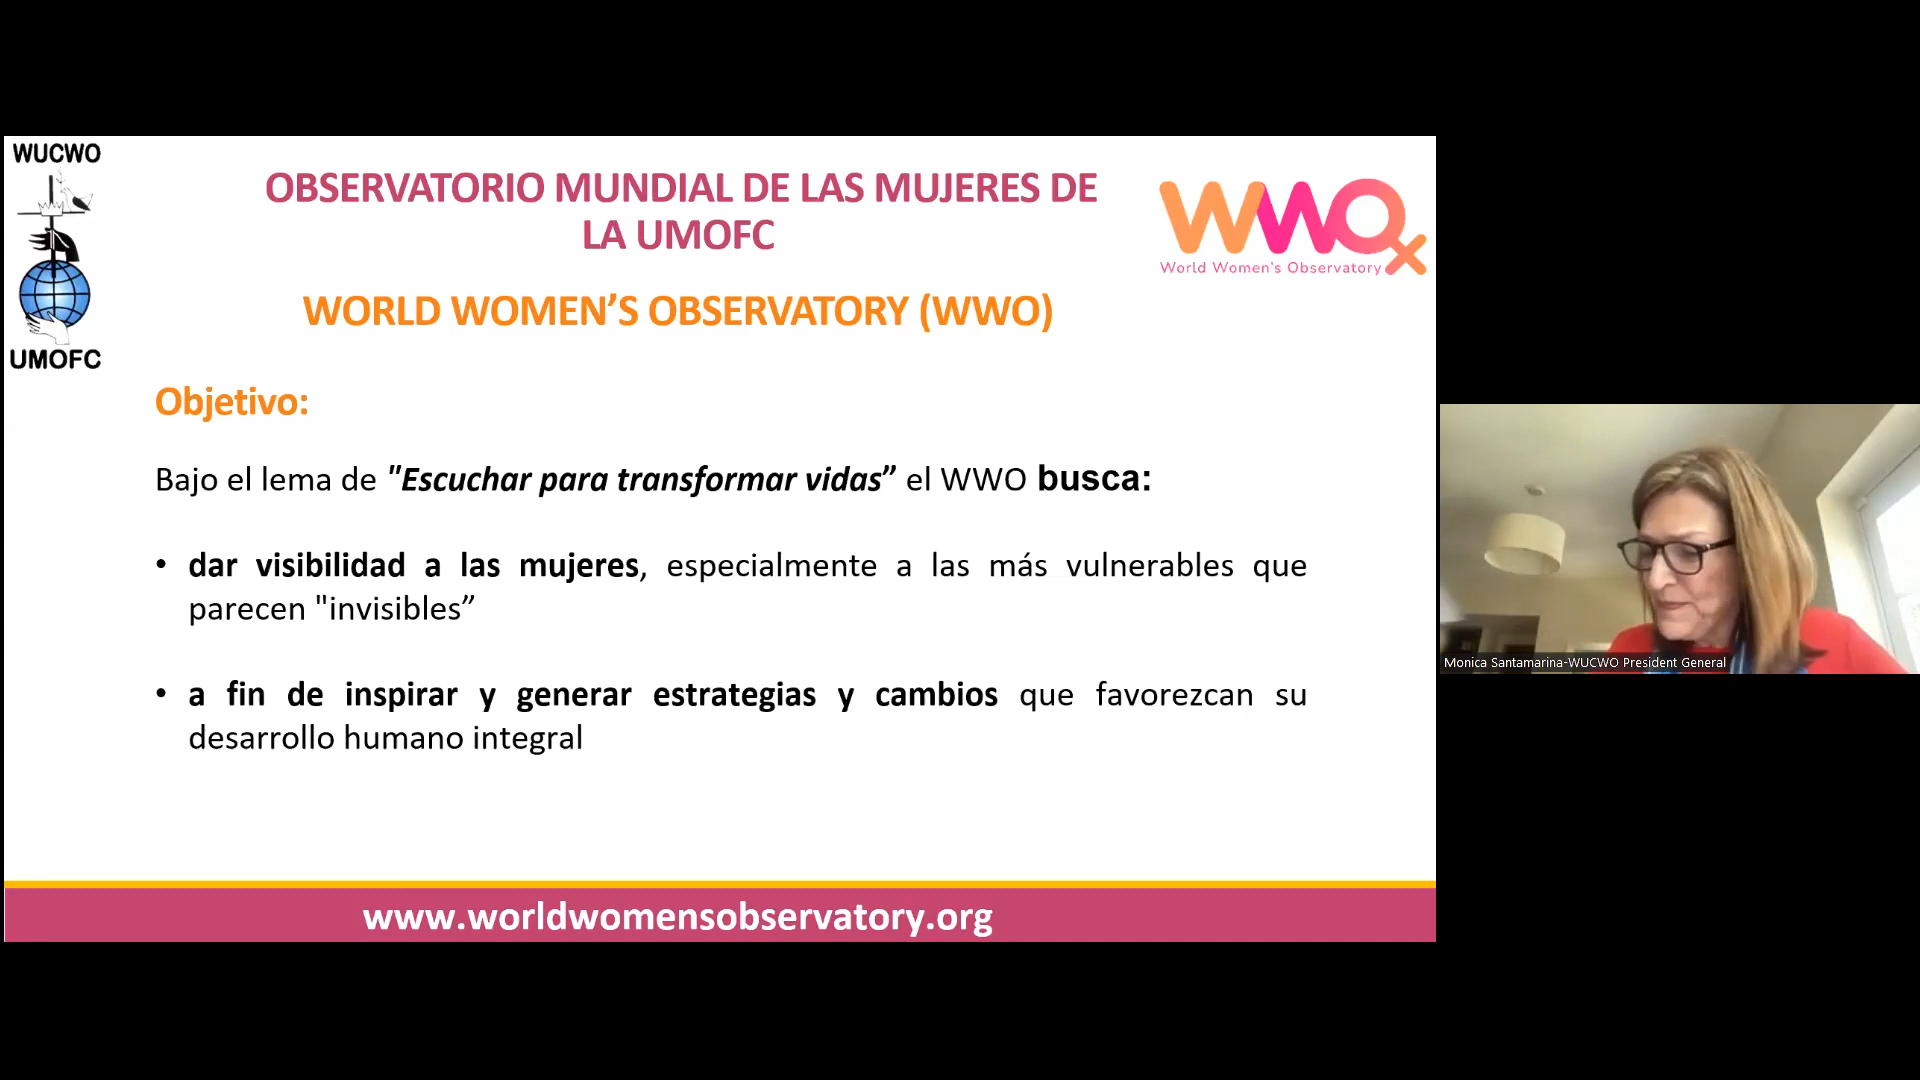 WUCWO
UMOFC
OBSERVATORIO MUNDIAL DE LAS MUJERES DE
LA UMOFC
WORLD WOMEN’S OBSERVATORY (WWO)
WWO
World Women's Observatory
Objetivo:
Bajo el lema de "Escuchar para transformar vidas” el WWO busca:
• dar visibilidad a las mujeres, especialmente a las más vulnerables que
parecen "invisibles”
• a fin de inspirar y generar estrategias y cambios que favorezcan su
desarrollo humano integral
www.worldwomensobservatory.org
Monica Santamarina-WUCWO President General